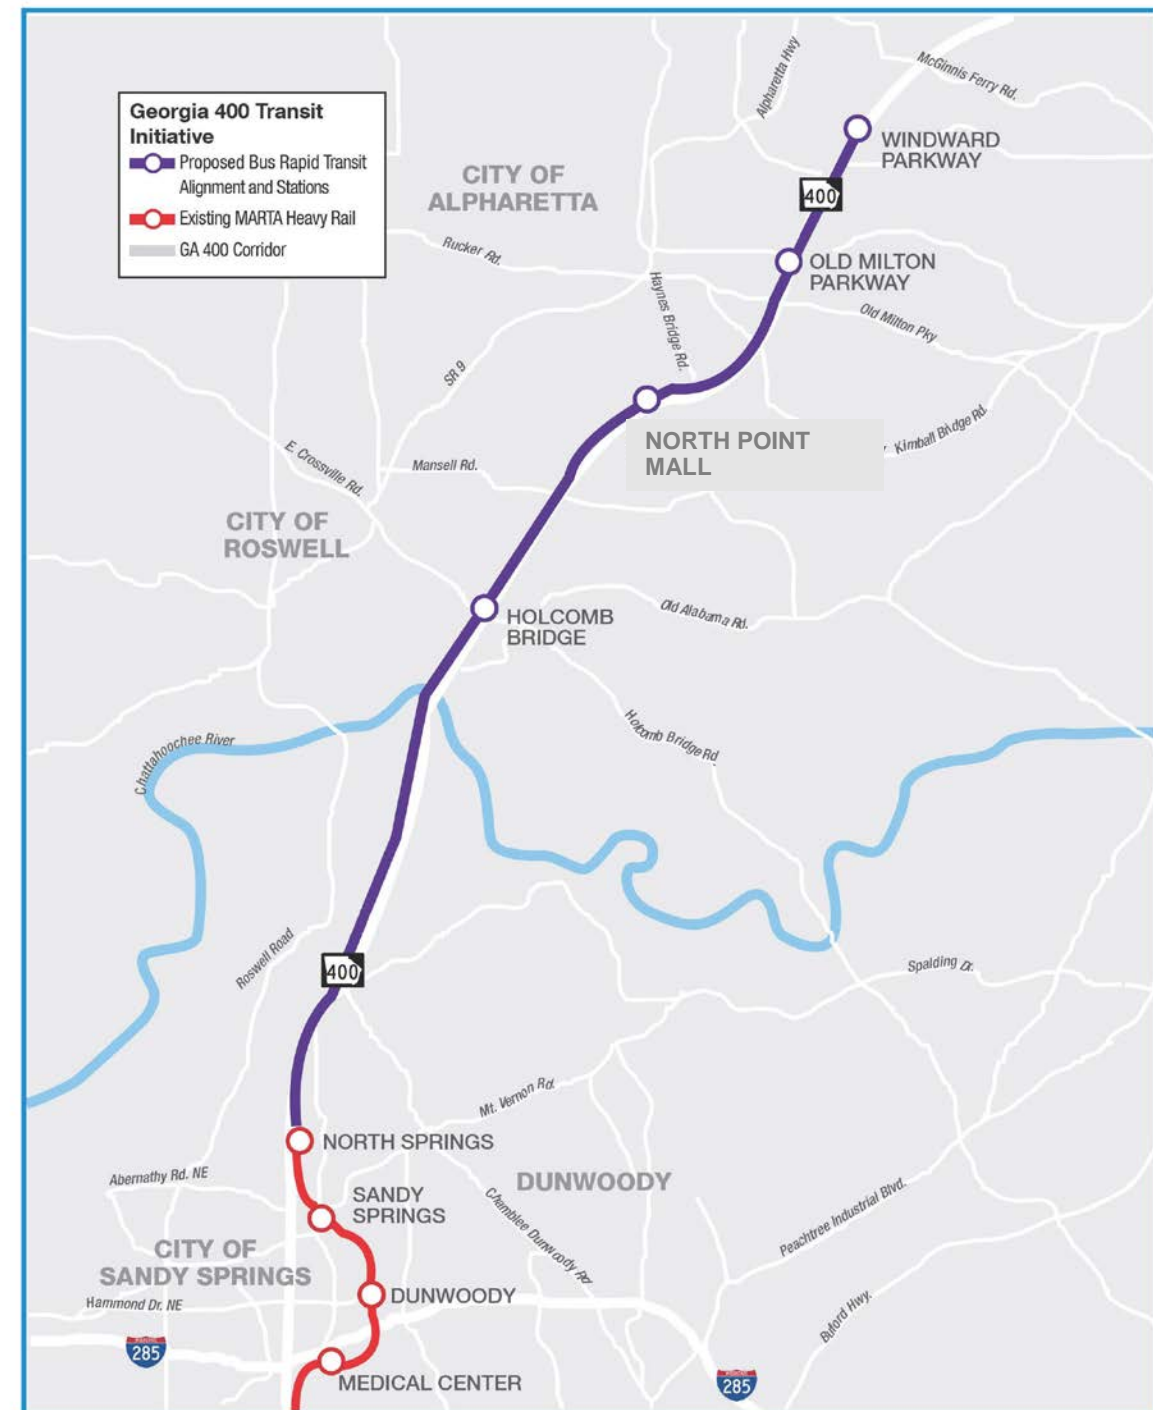 Georgia 400 Transit
Initiative
Proposed Bus Rapid Transit
Alignment and Stations
Existing MARTA Heavy Rail
GA 400 Corridor
Alpharetta Hwy
McGinnis Ferry Rd.
WINDWARD
PARKWAY
CITY OF
ALPHARETTA
400
Rucker Rd.
OLD MILTON
PARKWAY
Haynes Bridge Rd.
Old Milton Pky
SR 9
NORTH POINT
MALL
Kimball Bridge Rd.
E. Crossville Rd.
Mansell Rd.
CITY OF
ROSWELL
HOLCOMB
BRIDGE
Old Alabama Rd.
Holcomb Bridge Rd.
Chattahoochee River
Roswell Road
400
Spalding Dr.
Mt. Vernon Rd.
NORTH SPRINGS
Abernathy Rd. NE
SANDY
SPRINGS
DUNWOODY
Chamblee Dunwoody Rd
Peachtree Industrial Blvd.
CITY OF
SANDY SPRINGS
Hammond Dr. NE
DUNWOODY
Buford Hwy.
285
MEDICAL CENTER
285